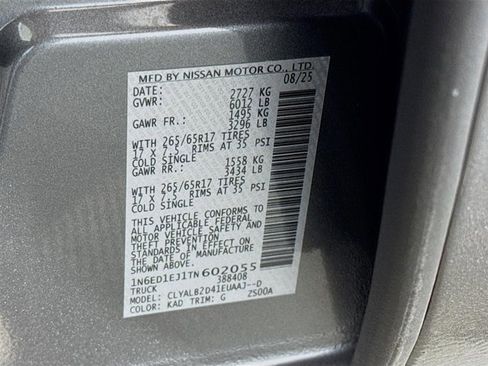 MFD BY NISSAN MOTOR CO., LTD.
DATE: 08/25
GVWR: 2727 KG
6012 LB
GAWR FR.: 1495 KG
3296 LB
WITH 265/65R17 TIRES
17 X 7.5 RIMS AT 35 PSI
COLD SINGLE
GAWR RR.: 1558 KG
3434 LB
WITH 265/65R17 TIRES
17 X 7.5 RIMS AT 35 PSI
COLD SINGLE
THIS VEHICLE CONFORMS TO
ALL APPLICABLE FEDERAL
MOTOR VEHICLE SAFETY AND
THEFT PREVENTION
STANDARDS IN EFFECT ON THE
DATE OF MANUFACTURE
SHOWN ABOVE.
1N6ED1EJ1TN602055
TRUCK 388408
MODEL: CLYALB2D41EUAAJ--D
COLOR: KAD TRIM: G ZS00A